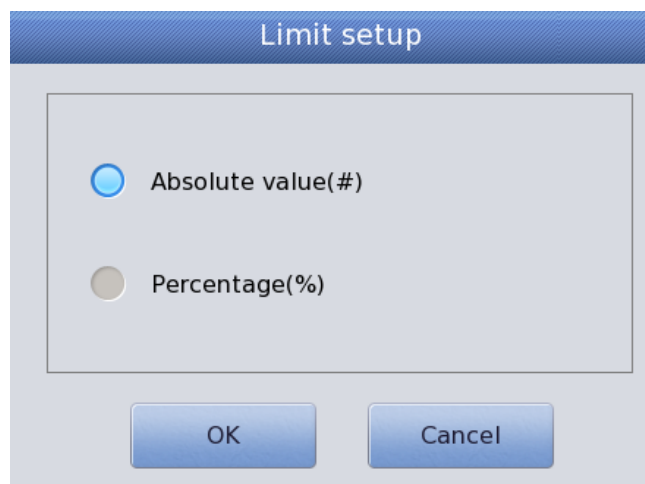 Limit setup
Absolute value(#)
Percentage(%)
OK
Cancel